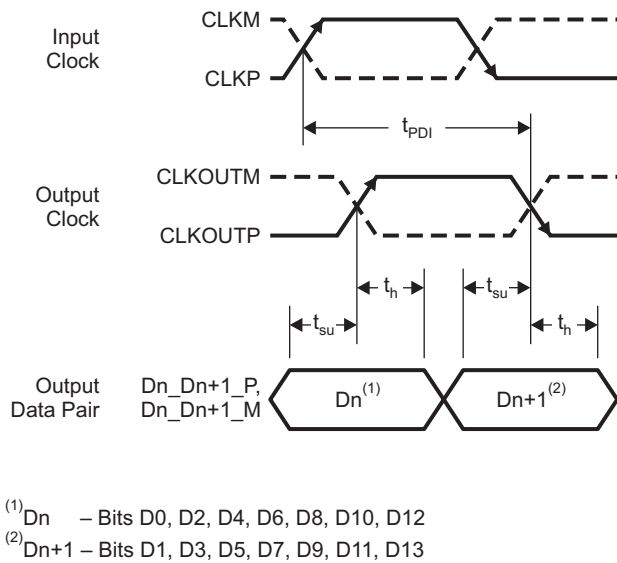 CLKM
Input
Clock
CLKP
tPDI
CLKOUTM
Output
Clock
CLKOUTP
tsu
th
tsu
th
Output
Data Pair
Dn_Dn+1_P,
Dn_Dn+1_M
Dn(1)
Dn+1(2)
(1)Dn – Bits D0, D2, D4, D6, D8, D10, D12
(2)Dn+1 – Bits D1, D3, D5, D7, D9, D11, D13